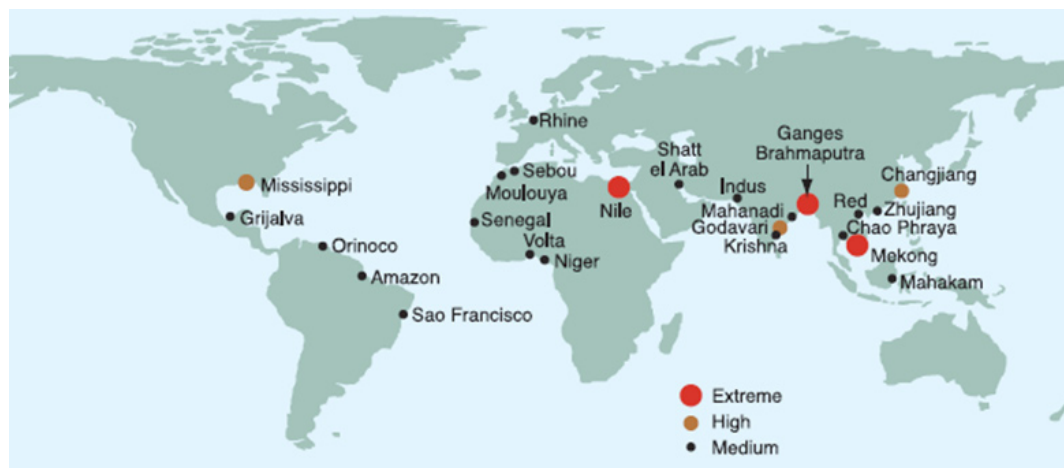 Rhine
Ganges
Brahmaputra
Shatt
el Arab
Sebou
Moulouya
Changjiang
Mississippi
Indus
Red
Nile
Mahanadi
Zhujiang
Grijalva
Senegal
Godavari
Chao Phraya
Volta
Krishna
Orinoco
Niger
Mekong
Amazon
Mahakam
Sao Francisco
Extreme
High
Medium